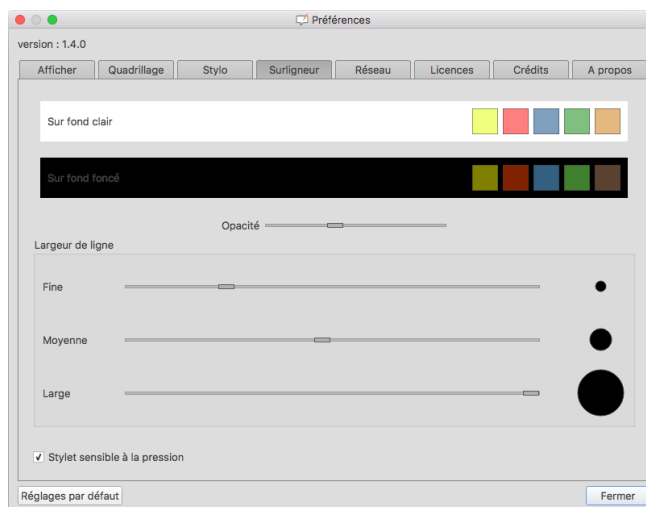 Préférences
version : 1.4.0
Afficher Quadrillage Stylo Surligneur Réseau Licences Crédits A propos
Sur fond clair
Sur fond foncé
Opacité
Largeur de ligne
Fine
Moyenne
Large
Stylet sensible à la pression
Réglages par défaut Fermer